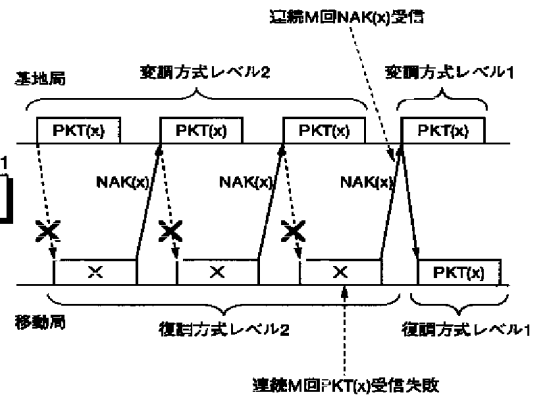 連続M回NAK(x)受信
基地局
変調方式レベル2
変調方式レベル1
PKT(x)
PKT(x)
PKT(x)
PKT(x)
1
NAK(x)
NAK(x)
NAK(x)
PKT(x)
移動局
復調方式レベル2
復調方式レベル1
連続M回PKT(x)受信失敗